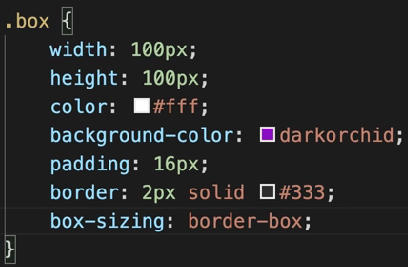 .box {
    width: 100px;
    height: 100px;
    color: #fff;
    background-color: darkorchid;
    padding: 16px;
    border: 2px solid #333;
    box-sizing: border-box;
}